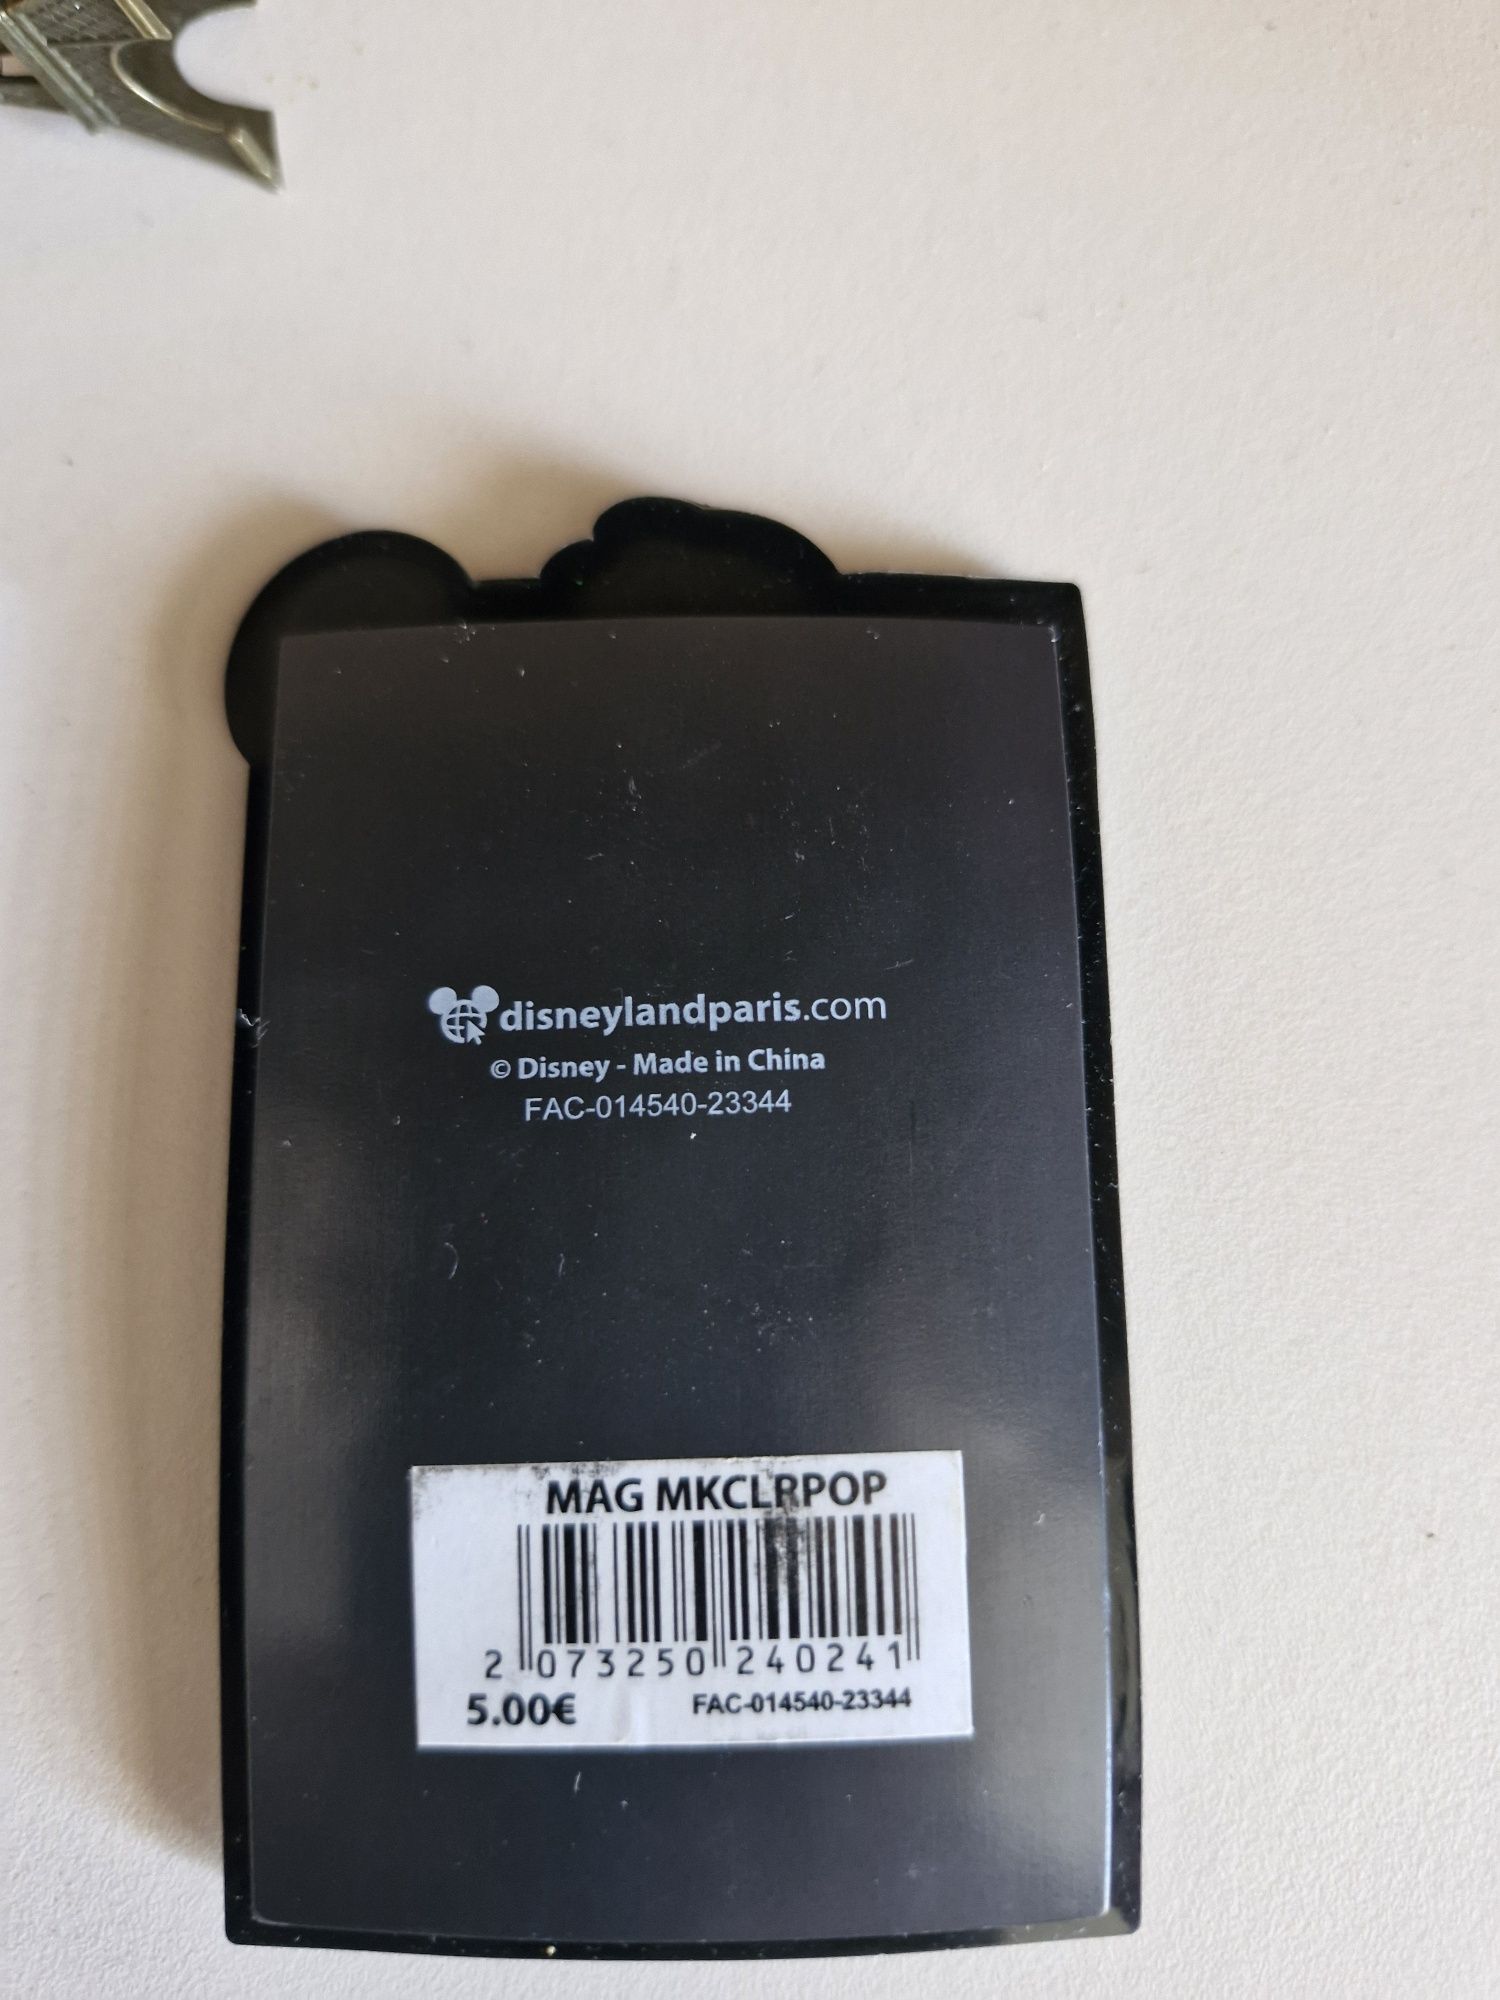 disneylandparis.com
© Disney - Made in China
FAC-014540-23344
MAG MKCLRPOP
2 073250 240241
5.00€ FAC-014540-23344